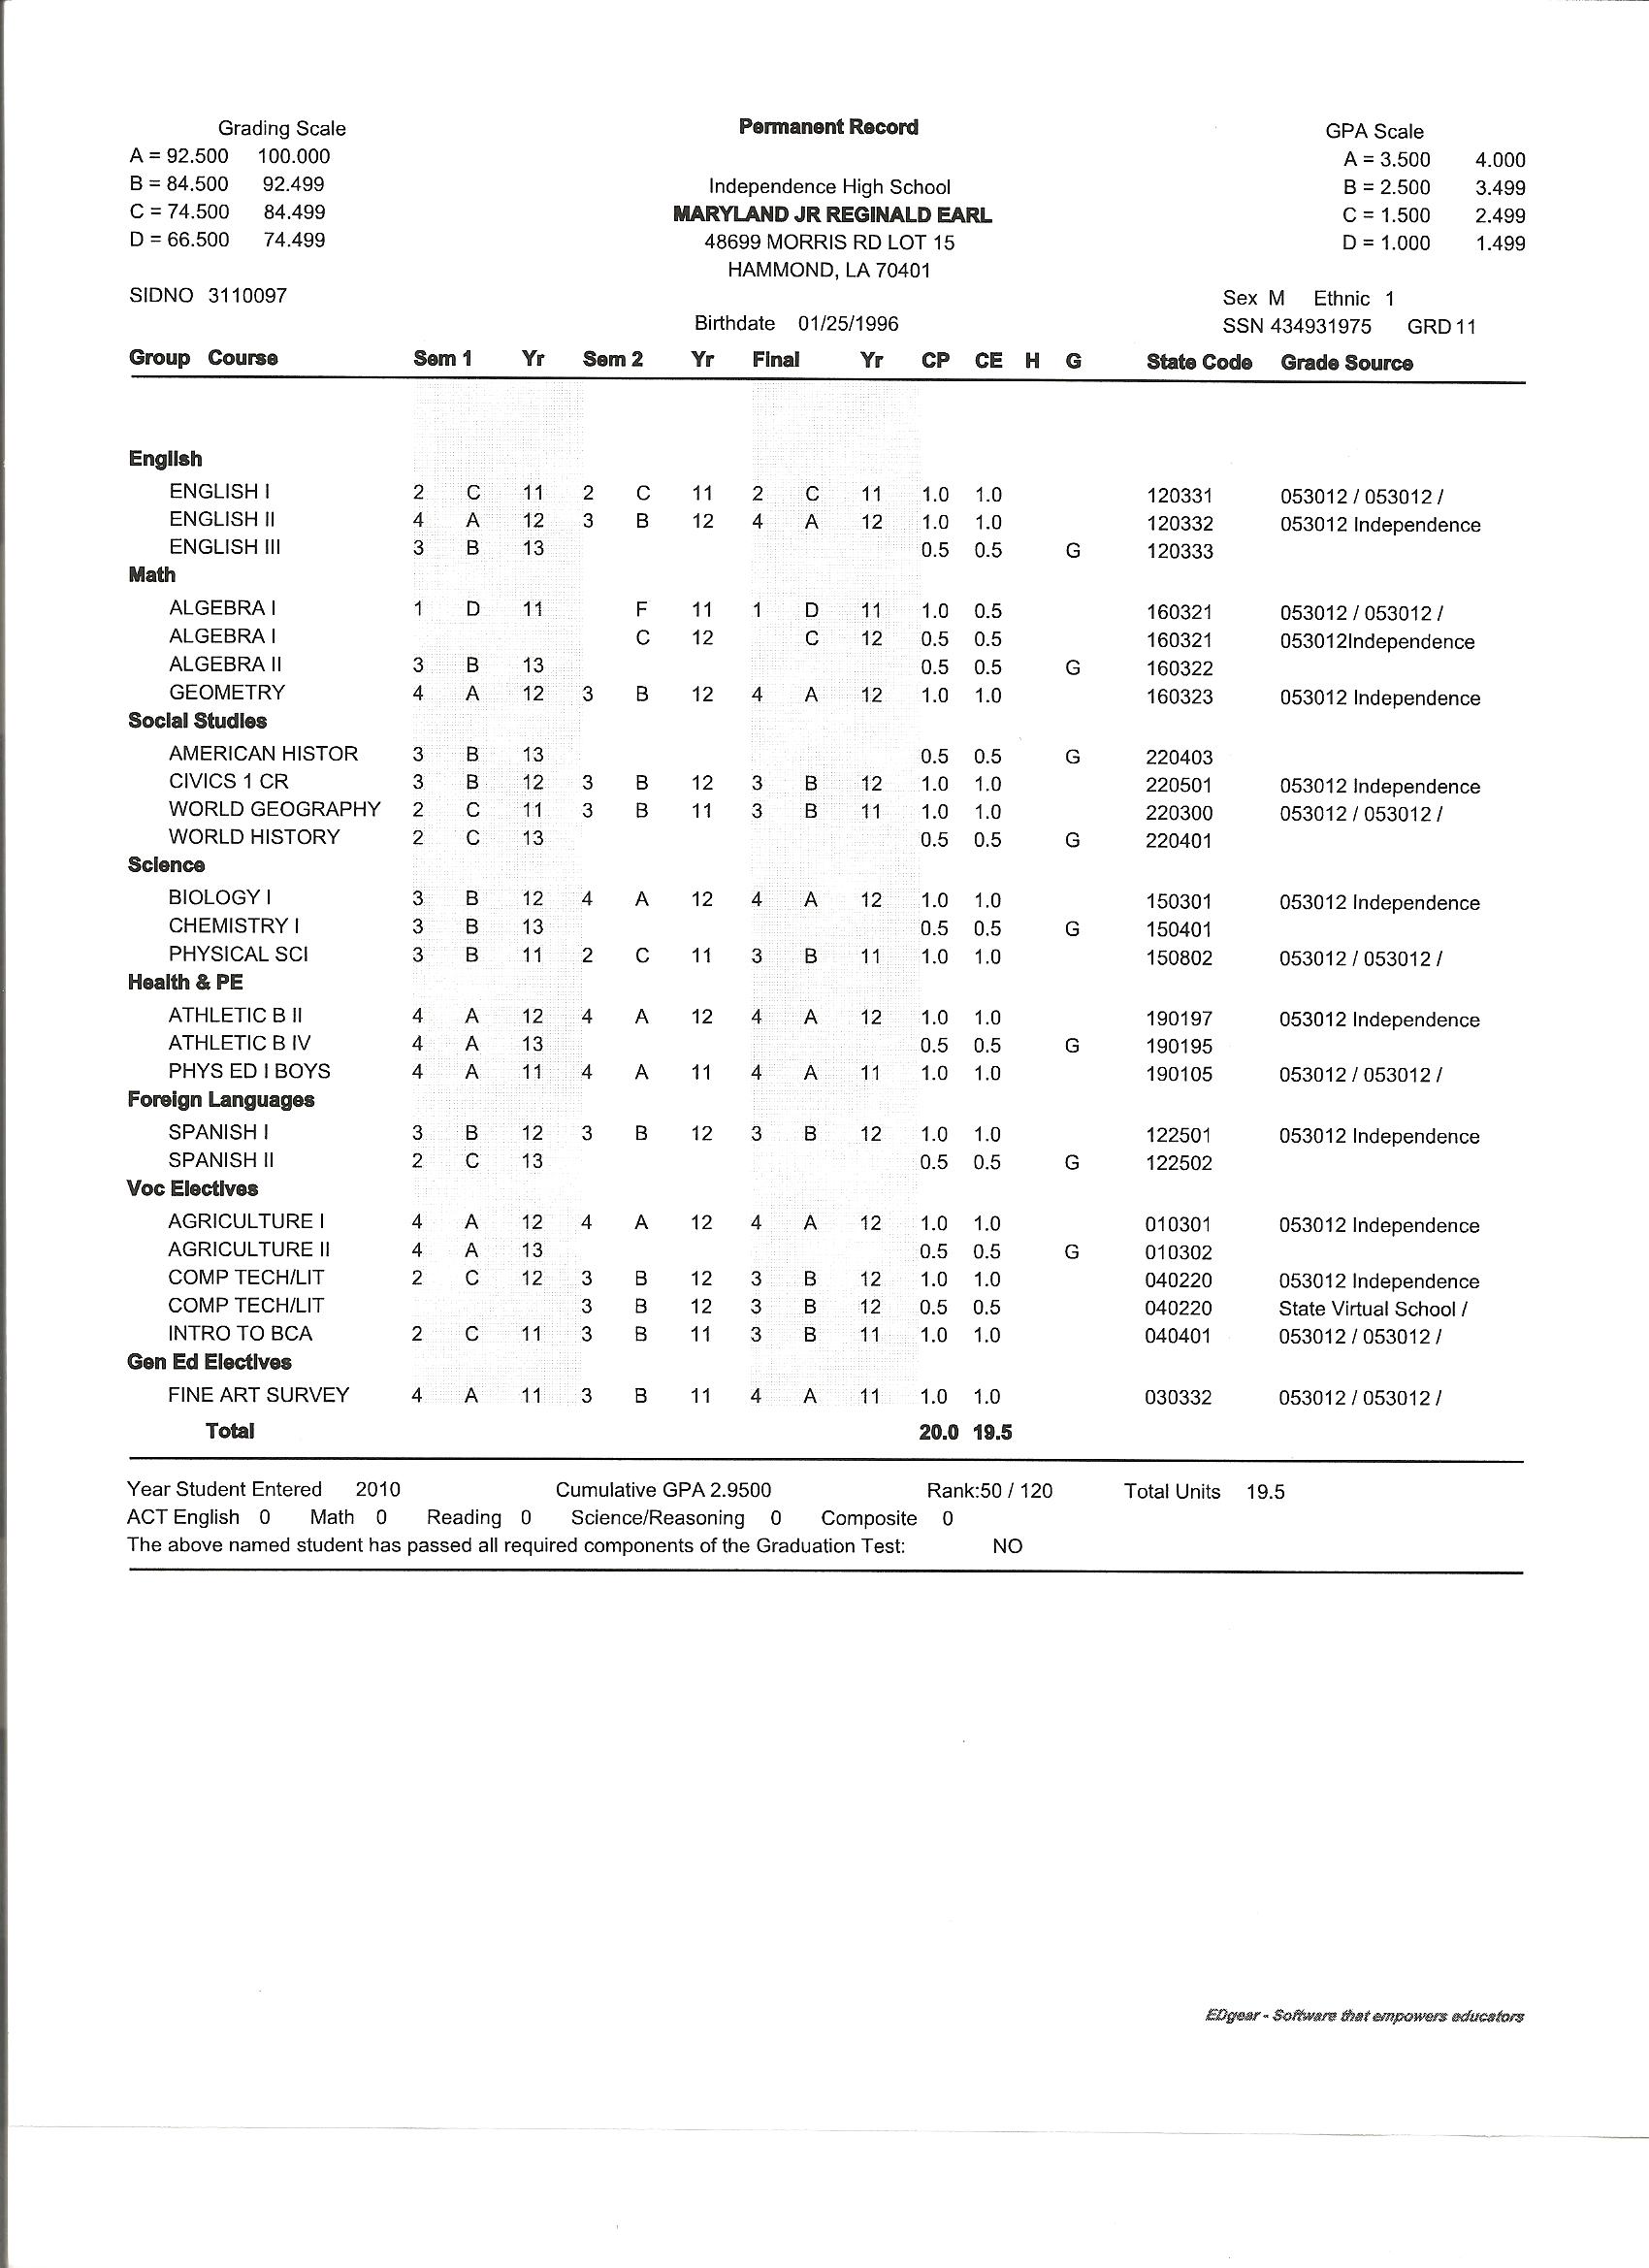 Grading Scale Permanent Record GPA Scale
A = 92.500 100.000 A = 3.500 4.000
B = 84.500 92.499 Independence High School B = 2.500 3.499
C = 74.500 84.499 MARYLAND JR REGINALD EARL C = 1.500 2.499
D = 66.500 74.499 48699 MORRIS RD LOT 15 D = 1.000 1.499
HAMMOND, LA 70401
SIDNO 3110097 Sex M Ethnic 1
Birthdate 01/25/1996 SSN 434931975 GRD 11
Group Course Sem 1 Yr Sem 2 Yr Final Yr CP CE H G State Code Grade Source
English
ENGLISH I 2 C 11 2 C 11 2 C 11 1.0 1.0 120331 053012 / 053012 /
ENGLISH II 4 A 12 3 B 12 4 A 12 1.0 1.0 120332 053012 Independence
ENGLISH III 3 B 13 0.5 0.5 G 120333
Math
ALGEBRA I 1 D 11 F 11 1 D 11 1.0 0.5 160321 053012 / 053012 /
ALGEBRA I C 12 C 12 0.5 0.5 160321 053012Independence
ALGEBRA II 3 B 13 0.5 0.5 G 160322
GEOMETRY 4 A 12 3 B 12 4 A 12 1.0 1.0 160323 053012 Independence
Social Studies
AMERICAN HISTOR 3 B 13 0.5 0.5 G 220403
CIVICS 1 CR 3 B 12 3 B 12 3 B 12 1.0 1.0 220501 053012 Independence
WORLD GEOGRAPHY 2 C 11 3 B 11 3 B 11 1.0 1.0 220300 053012 / 053012 /
WORLD HISTORY 2 C 13 0.5 0.5 G 220401
Science
BIOLOGY I 3 B 12 4 A 12 4 A 12 1.0 1.0 150301 053012 Independence
CHEMISTRY I 3 B 13 0.5 0.5 G 150401
PHYSICAL SCI 3 B 11 2 C 11 3 B 11 1.0 1.0 150802 053012 / 053012 /
Health & PE
ATHLETIC B II 4 A 12 4 A 12 4 A 12 1.0 1.0 190197 053012 Independence
ATHLETIC B IV 4 A 13 0.5 0.5 G 190195
PHYS ED I BOYS 4 A 11 4 A 11 4 A 11 1.0 1.0 190105 053012 / 053012 /
Foreign Languages
SPANISH I 3 B 12 3 B 12 3 B 12 1.0 1.0 122501 053012 Independence
SPANISH II 2 C 13 0.5 0.5 G 122502
Voc Electives
AGRICULTURE I 4 A 12 4 A 12 4 A 12 1.0 1.0 010301 053012 Independence
AGRICULTURE II 4 A 13 0.5 0.5 G 010302
COMP TECH/LIT 2 C 12 3 B 12 3 B 12 1.0 1.0 040220 053012 Independence
COMP TECH/LIT 3 B 12 3 B 12 0.5 0.5 040220 State Virtual School /
INTRO TO BCA 2 C 11 3 B 11 3 B 11 1.0 1.0 040401 053012 / 053012 /
Gen Ed Electives
FINE ART SURVEY 4 A 11 3 B 11 4 A 11 1.0 1.0 030332 053012 / 053012 /
Total 20.0 19.5
Year Student Entered 2010 Cumulative GPA 2.9500 Rank:50 / 120 Total Units 19.5
ACT English 0 Math 0 Reading 0 Science/Reasoning 0 Composite 0
The above named student has passed all required components of the Graduation Test: NO
EDgear - Software that empowers educators